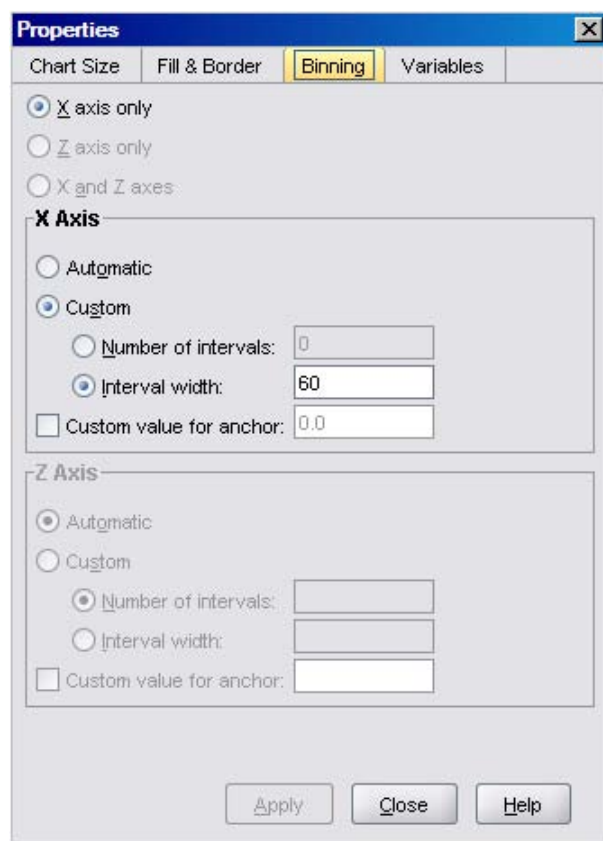 Properties
Chart Size Fill & Border Binning Variables
X axis only
Z axis only
X and Z axes
X Axis
Automatic
Custom
Number of intervals: 0
Interval width: 60
Custom value for anchor: 0.0
Z Axis
Automatic
Custom
Number of intervals:
Interval width:
Custom value for anchor:
Apply Close Help